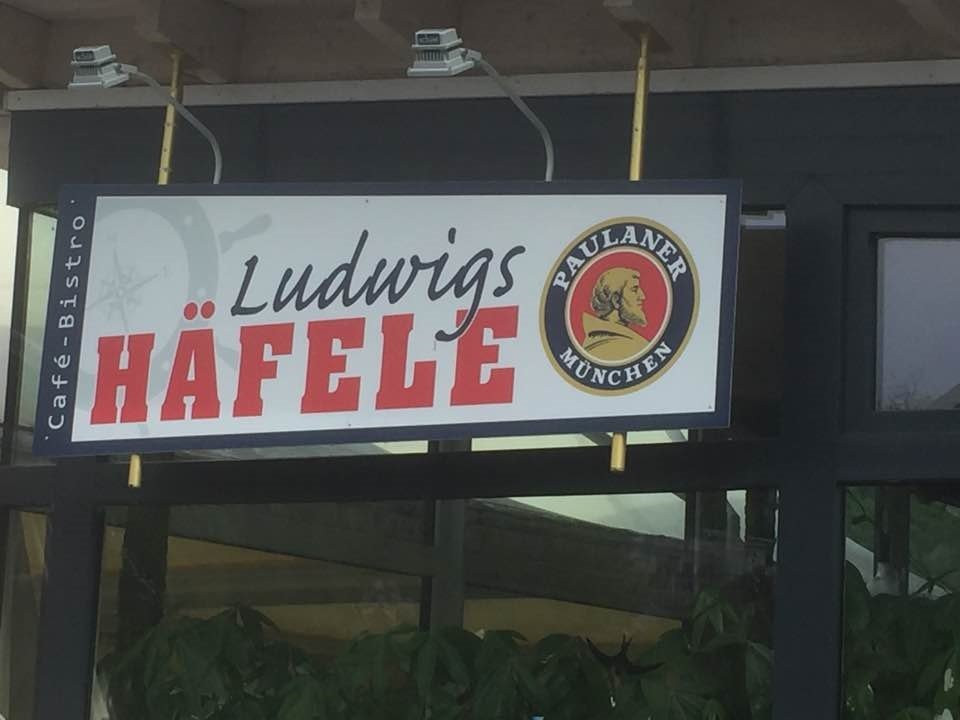 'Café-Bistro'
Ludwigs
HÄFELE
PAULANER
MÜNCHEN